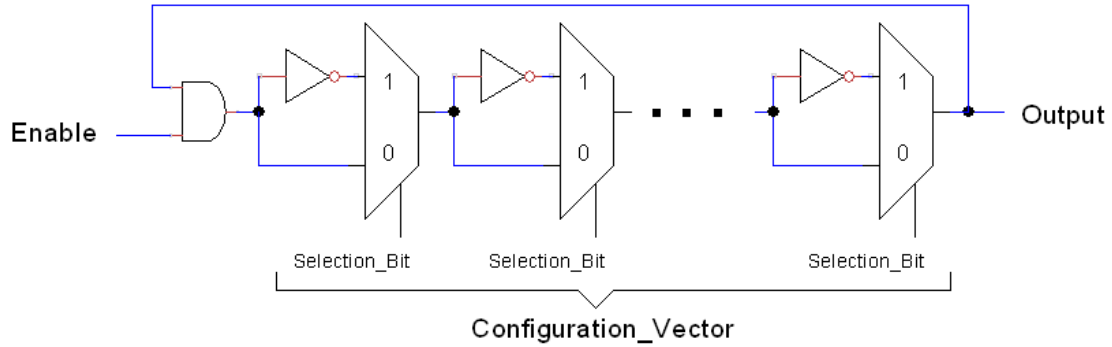 1
1
1
Enable
Output
0
0
0
Selection_Bit
Selection_Bit
Selection_Bit
Configuration_Vector